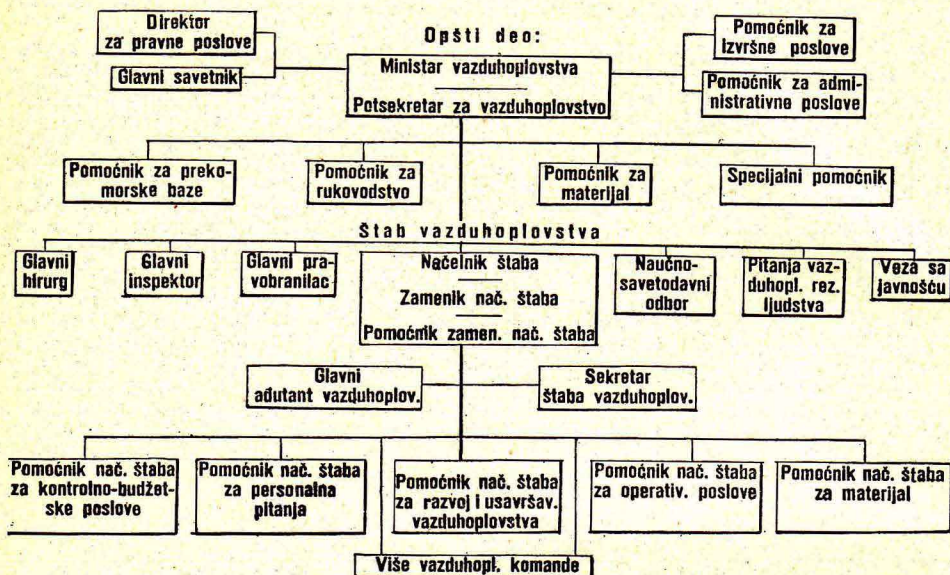 Opšti deo:
Direktor
za pravne poslove
Glavni savetnik
Ministar vazduhoplovstva
Potsekretar za vazduhoplovstvo
Pomoćnik za
izvršne poslove
Pomoćnik za admi-
nistrativne poslove
Pomoćnik za preko-
morske baze
Pomoćnik za
rukovodstvo
Pomoćnik za
materijal
Specijalni pomoćnik
Štab vazduhoplovstva
Glavni
hirurg
Glavni
inspektor
Glavni pra-
vobranilac
Načelnik štaba
Zamenik nač. štaba
Pomoćnik zamen. nač. štaba
Naučno-
savetodavni
odbor
Pitanja vaz-
duhopl. rez.
ljudstva
Veza sa
javnošću
Glavni
ađutant vazduhoplov.
Sekretar
štaba vazduhoplov.
Pomoćnik nač. štaba
za kontrolno-budžet-
ske poslove
Pomoćnik nač. štaba
za personalna
pitanja
Pomoćnik nač. štaba
za razvoj i usavršav.
vazduhoplovstva
Pomoćnik nač. štaba
za operativ. poslove
Pomoćnik nač. štaba
za materijal
Više vazduhopl. komande